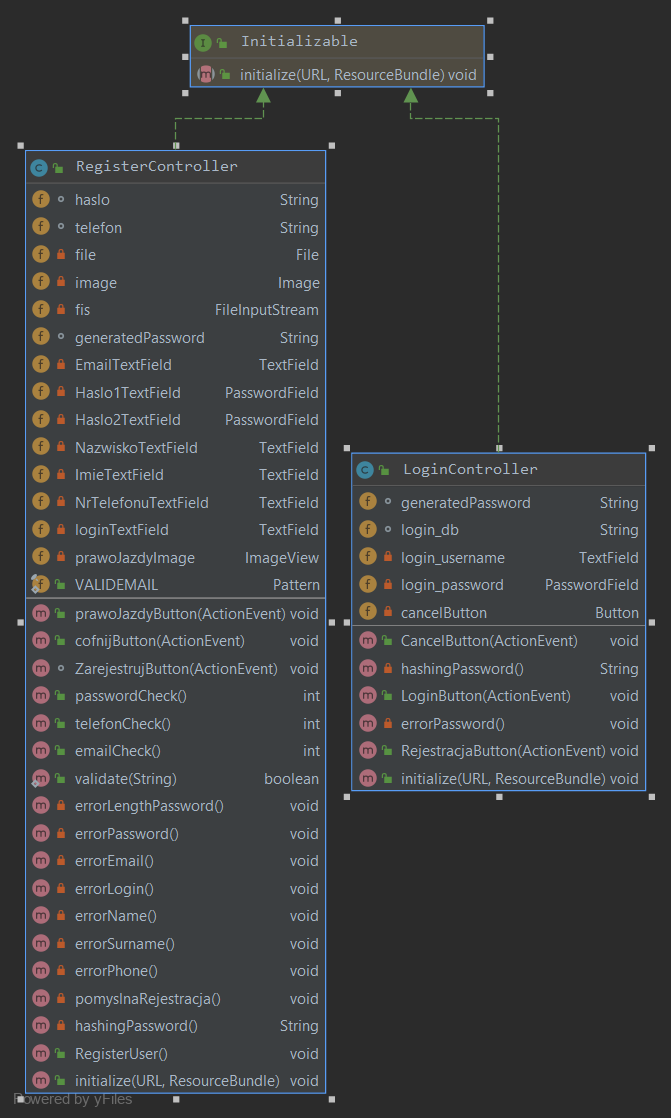 Initializable
initialize(URL, ResourceBundle) void
RegisterController
haslo String
telefon String
file File
image Image
fis FileInputStream
generatedPassword String
EmailTextField TextField
Haslo1TextField PasswordField
Haslo2TextField PasswordField
NazwiskoTextField TextField
ImieTextField TextField
NrTelefonuTextField TextField
loginTextField TextField
prawoJazdyImage ImageView
VALIDEMAIL Pattern
prawoJazdyButton(ActionEvent) void
cofnijButton(ActionEvent) void
ZarejestrujButton(ActionEvent) void
passwordCheck() int
telefonCheck() int
emailCheck() int
validate(String) boolean
errorLengthPassword() void
errorPassword() void
errorEmail() void
errorLogin() void
errorName() void
errorSurname() void
errorPhone() void
pomyslnaRejestracja() void
hashingPassword() String
RegisterUser() void
initialize(URL, ResourceBundle) void
LoginController
generatedPassword String
login_db String
login_username TextField
login_password PasswordField
cancelButton Button
CancelButton(ActionEvent) void
hashingPassword() String
LoginButton(ActionEvent) void
errorPassword() void
RejestracjaButton(ActionEvent) void
initialize(URL, ResourceBundle) void
Powered by yFiles